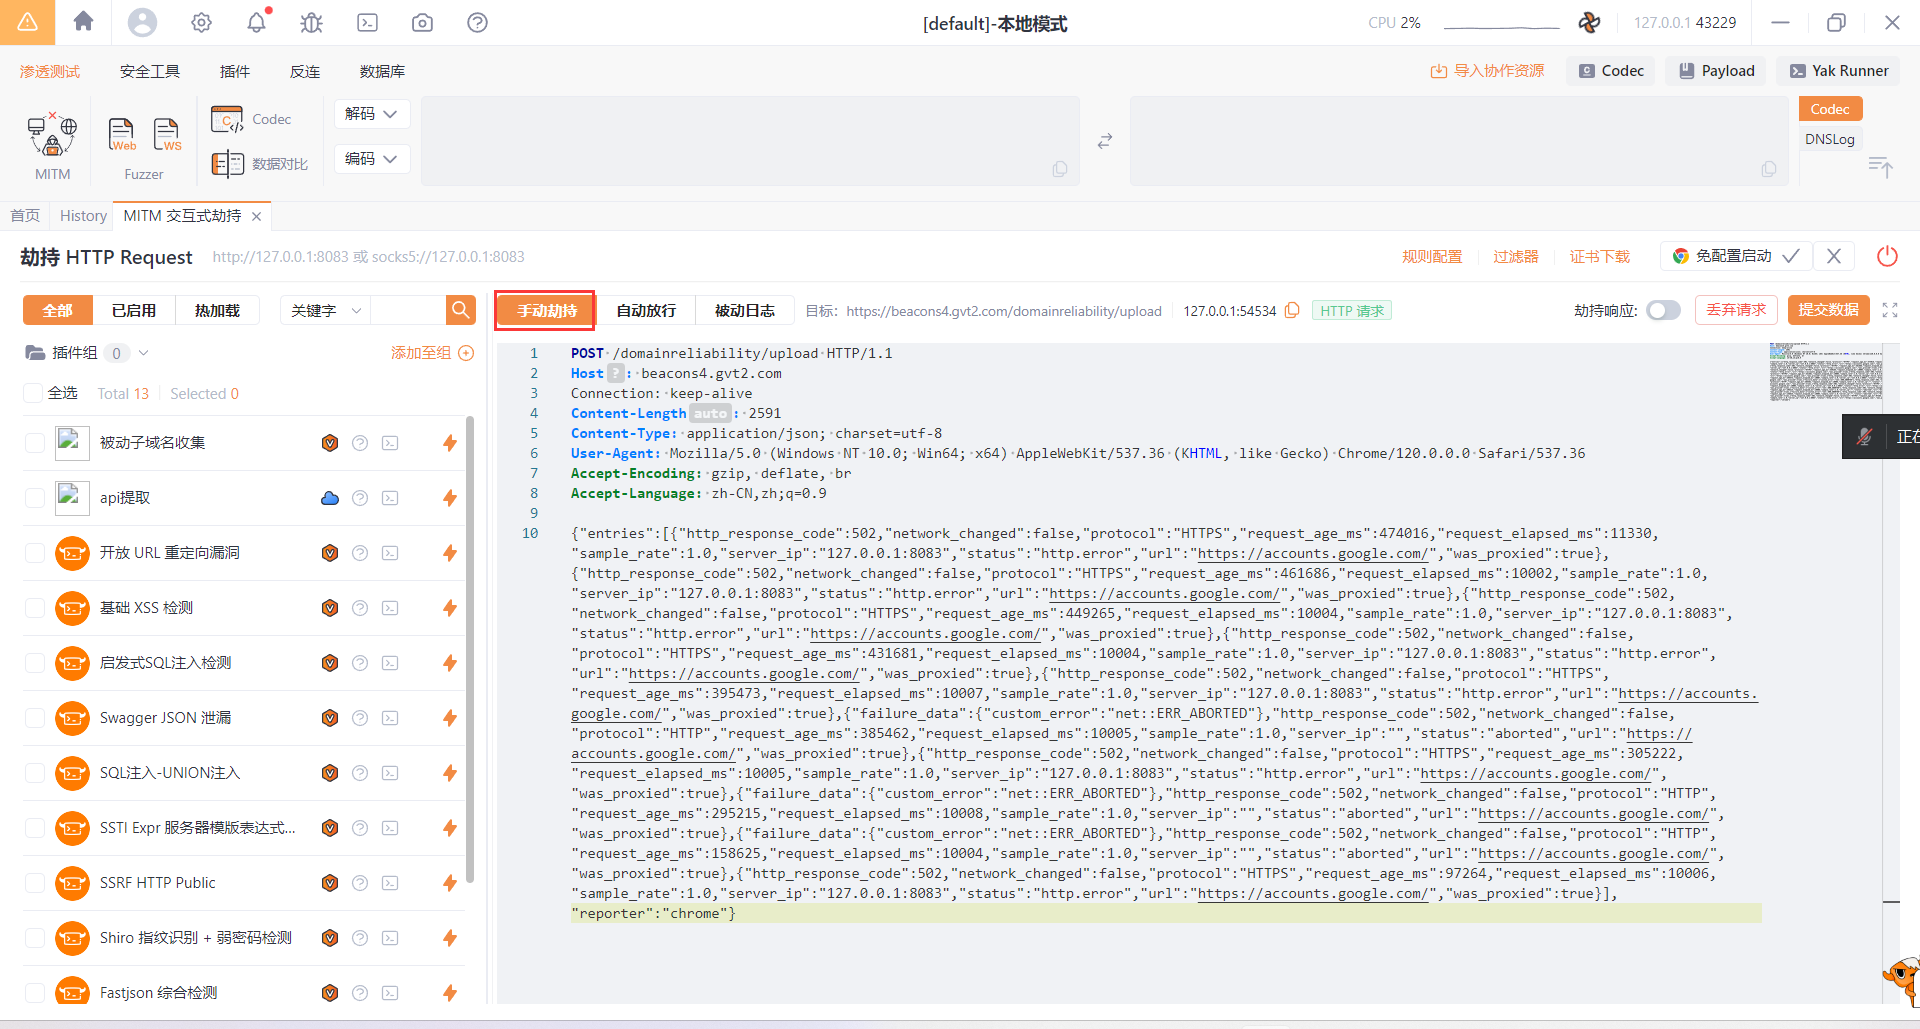 [default]-本地模式
CPU 2%
127.0.0.1 43229
渗透测试 安全工具 插件 反连 数据库
导入协作资源 Codec Payload Yak Runner
MITM
Web WS
Fuzzer
Codec
数据对比
解码
编码
Codec
DNSLog
首页 History MITM 交互式劫持
劫持 HTTP Request http://127.0.0.1:8083 或 socks5://127.0.0.1:8083
规则配置 过滤器 证书下载 免配置启动
全部 已启用 热加载 关键字
手动劫持 自动放行 被动日志 目标: https://beacons4.gvt2.com/domainreliability/upload 127.0.0.1:54534 HTTP 请求
劫持响应: 丢弃请求 提交数据
插件组 0 添加至组
全选 Total 13 Selected 0
被动子域名收集
api提取
开放 URL 重定向漏洞
基础 XSS 检测
启发式SQL注入检测
Swagger JSON 泄漏
SQL注入-UNION注入
SSTI Expr 服务器模版表达式...
SSRF HTTP Public
Shiro 指纹识别 + 弱密码检测
Fastjson 综合检测
1 POST /domainreliability/upload HTTP/1.1
2 Host ? : beacons4.gvt2.com
3 Connection: keep-alive
4 Content-Length auto : 2591
5 Content-Type: application/json; charset=utf-8
6 User-Agent: Mozilla/5.0 (Windows NT 10.0; Win64; x64) AppleWebKit/537.36 (KHTML, like Gecko) Chrome/120.0.0.0 Safari/537.36
7 Accept-Encoding: gzip, deflate, br
8 Accept-Language: zh-CN,zh;q=0.9
9
10 {"entries":[{"http_response_code":502,"network_changed":false,"protocol":"HTTPS","request_age_ms":474016,"request_elapsed_ms":11330,
"sample_rate":1.0,"server_ip":"127.0.0.1:8083","status":"http.error","url":"https://accounts.google.com/","was_proxied":true},
{"http_response_code":502,"network_changed":false,"protocol":"HTTPS","request_age_ms":461686,"request_elapsed_ms":10002,"sample_rate":1.0,
"server_ip":"127.0.0.1:8083","status":"http.error","url":"https://accounts.google.com/","was_proxied":true},{"http_response_code":502,
"network_changed":false,"protocol":"HTTPS","request_age_ms":449265,"request_elapsed_ms":10004,"sample_rate":1.0,"server_ip":"127.0.0.1:8083",
"status":"http.error","url":"https://accounts.google.com/","was_proxied":true},{"http_response_code":502,"network_changed":false,
"protocol":"HTTPS","request_age_ms":431681,"request_elapsed_ms":10004,"sample_rate":1.0,"server_ip":"127.0.0.1:8083","status":"http.error",
"url":"https://accounts.google.com/","was_proxied":true},{"http_response_code":502,"network_changed":false,"protocol":"HTTPS",
"request_age_ms":395473,"request_elapsed_ms":10007,"sample_rate":1.0,"server_ip":"127.0.0.1:8083","status":"http.error","url":"https://accounts.
google.com/","was_proxied":true},{"failure_data":{"custom_error":"net::ERR_ABORTED"},"http_response_code":502,"network_changed":false,
"protocol":"HTTP","request_age_ms":385462,"request_elapsed_ms":10005,"sample_rate":1.0,"server_ip":"","status":"aborted","url":"https://
accounts.google.com/","was_proxied":true},{"http_response_code":502,"network_changed":false,"protocol":"HTTPS","request_age_ms":305222,
"request_elapsed_ms":10005,"sample_rate":1.0,"server_ip":"127.0.0.1:8083","status":"http.error","url":"https://accounts.google.com/",
"was_proxied":true},{"failure_data":{"custom_error":"net::ERR_ABORTED"},"http_response_code":502,"network_changed":false,"protocol":"HTTP",
"request_age_ms":295215,"request_elapsed_ms":10008,"sample_rate":1.0,"server_ip":"","status":"aborted","url":"https://accounts.google.com/",
"was_proxied":true},{"failure_data":{"custom_error":"net::ERR_ABORTED"},"http_response_code":502,"network_changed":false,"protocol":"HTTP",
"request_age_ms":158625,"request_elapsed_ms":10004,"sample_rate":1.0,"server_ip":"","status":"aborted","url":"https://accounts.google.com/",
"was_proxied":true},{"http_response_code":502,"network_changed":false,"protocol":"HTTPS","request_age_ms":97264,"request_elapsed_ms":10006,
"sample_rate":1.0,"server_ip":"127.0.0.1:8083","status":"http.error","url":"https://accounts.google.com/","was_proxied":true}],
"reporter":"chrome"}
正在